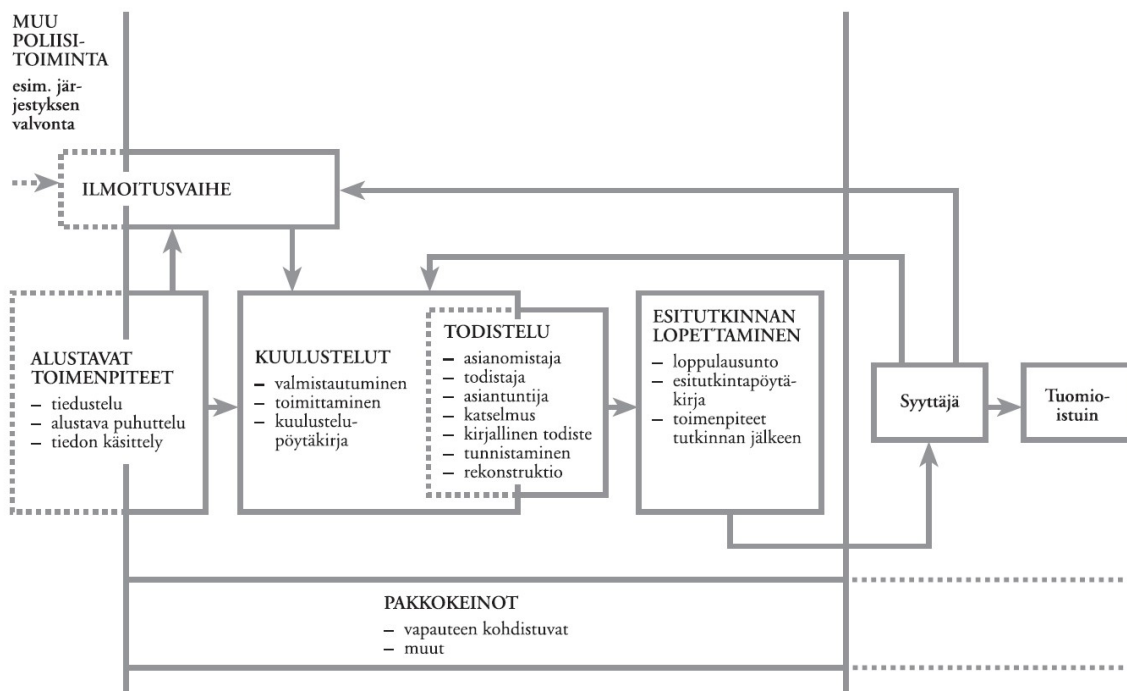 MUU
POLIISI-
TOIMINTA
esim. jär-
jestyksen
valvonta
ILMOITUSVAIHE
ALUSTAVAT
TOIMENPITEET
– tiedustelu
– alustava puhuttelu
– tiedon käsittely
KUULUSTELUT
– valmistautuminen
– toimittaminen
– kuulustelu-
pöytäkirja
TODISTELU
– asianomistaja
– todistaja
– asiantuntija
– katselmus
– kirjallinen todiste
– tunnistaminen
– rekonstruktio
ESITUTKINNAN
LOPETTAMINEN
– loppulausunto
– esitutkintapöytä-
kirja
– toimenpiteet
tutkinnan jälkeen
Syyttäjä
Tuomio-
istuin
PAKKOKEINOT
– vapauteen kohdistuvat
– muut